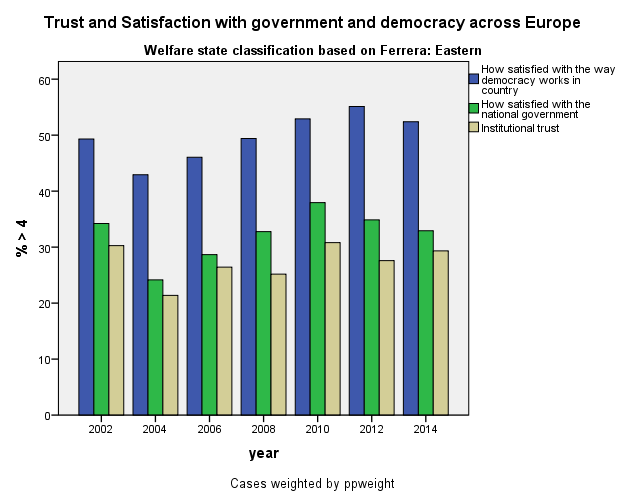 Trust and Satisfaction with government and democracy across Europe
Welfare state classification based on Ferrera: Eastern
How satisfied with the way
democracy works in
country
How satisfied with the
national government
Institutional trust
% > 4
60
50
40
30
20
10
0
2002 2004 2006 2008 2010 2012 2014
year
Cases weighted by ppweight